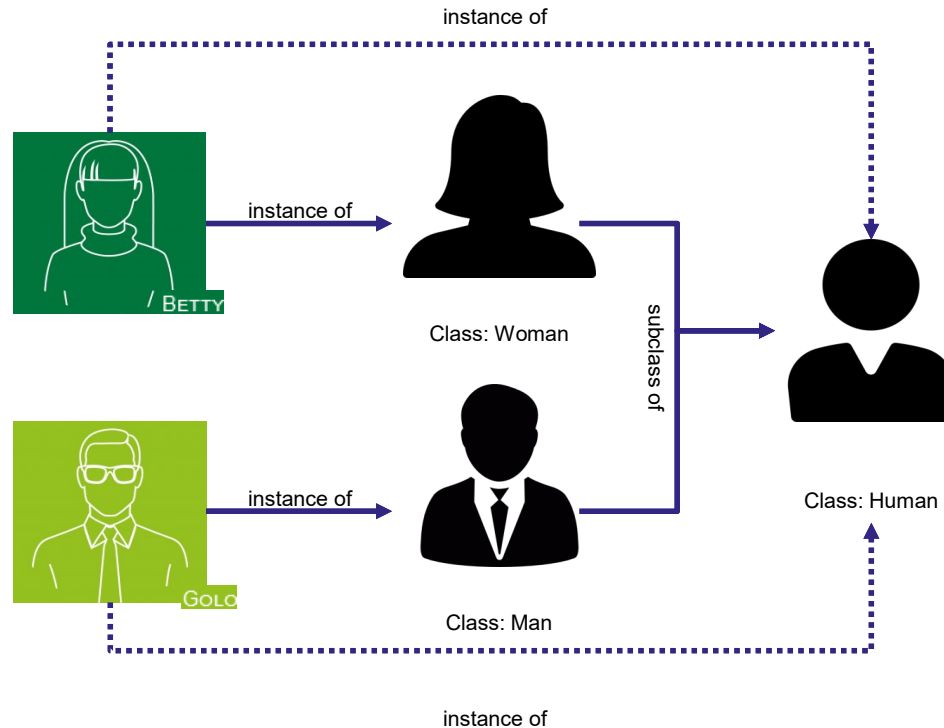 instance of
instance of
BETTY
Class: Woman
subclass of
instance of
Class: Human
GOLO
Class: Man
instance of